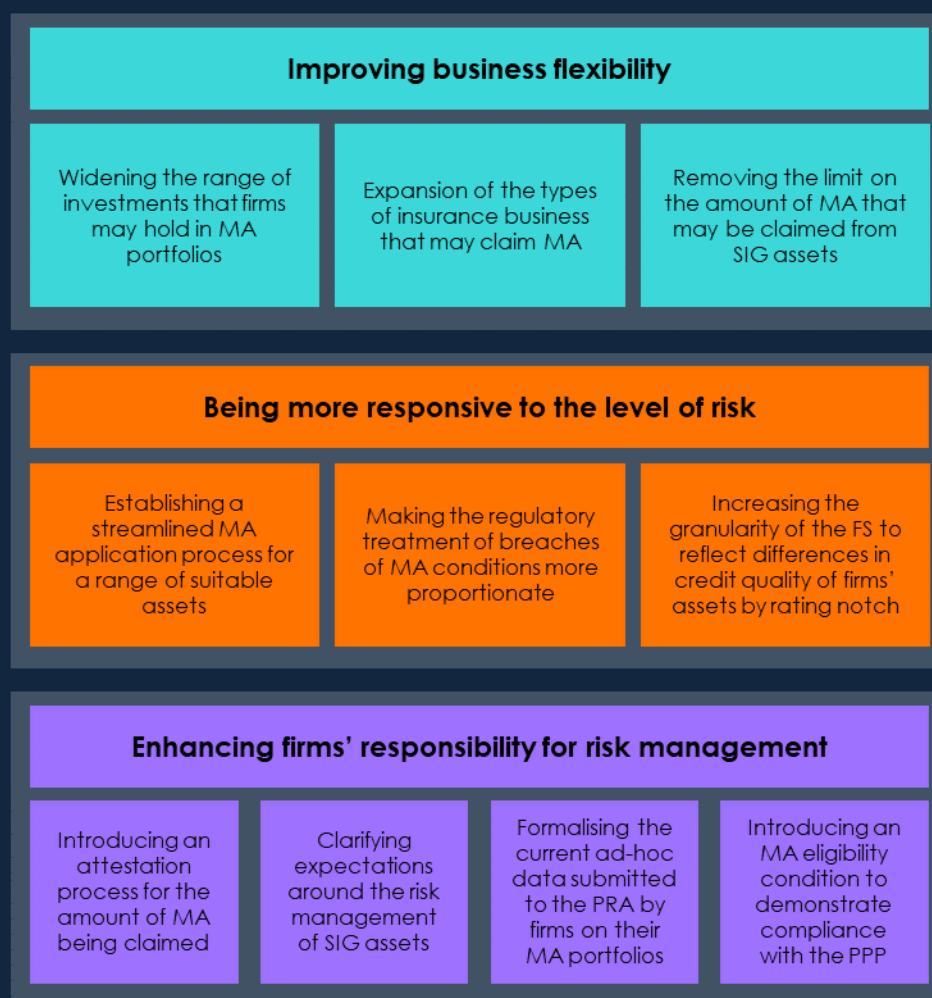 Improving business flexibility
Widening the range of
investments that firms
may hold in MA
portfolios
Expansion of the types
of insurance business
that may claim MA
Removing the limit on
the amount of MA that
may be claimed from
SIG assets
Being more responsive to the level of risk
Establishing a
streamlined MA
application process for
a range of suitable
assets
Making the regulatory
treatment of breaches
of MA conditions more
proportionate
Increasing the
granularity of the FS to
reflect differences in
credit quality of firms'
assets by rating notch
Enhancing firms' responsibility for risk management
Introducing an
attestation
process for the
amount of MA
being claimed
Clarifying
expectations
around the risk
management
of SIG assets
Formalising the
current ad-hoc
data submitted
to the PRA by
firms on their
MA portfolios
Introducing an
MA eligibility
condition to
demonstrate
compliance
with the PPP